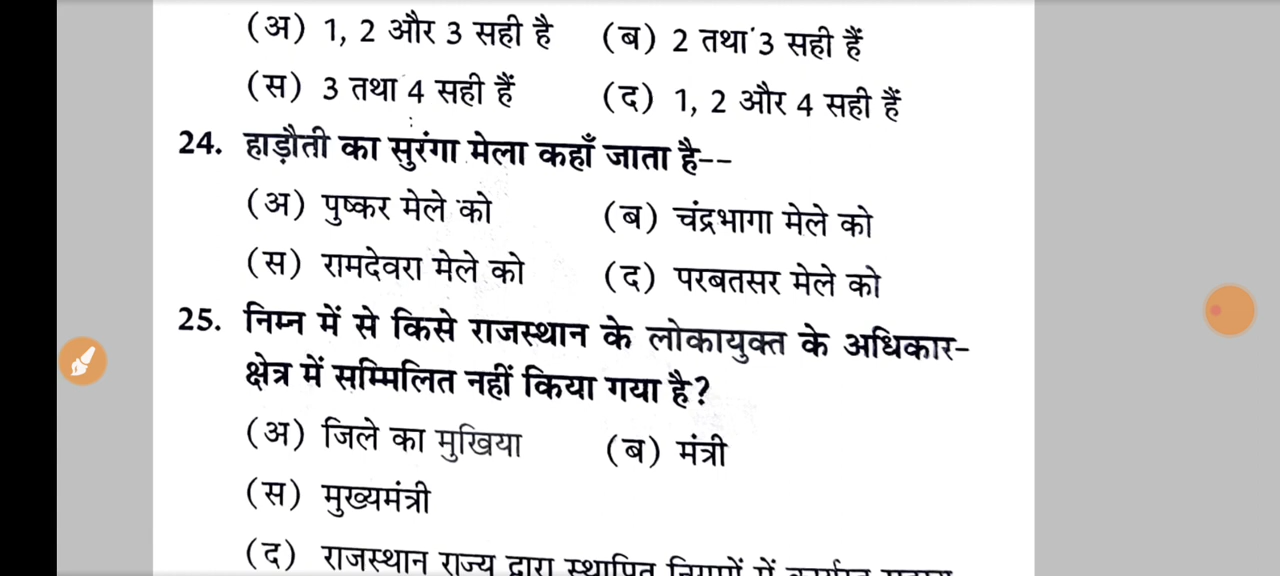 (अ) 1, 2 और 3 सही है (ब) 2 तथा 3 सही हैं
(स) 3 तथा 4 सही हैं (द) 1, 2 और 4 सही हैं
24. हाड़ौती का सुरंगा मेला कहाँ जाता है--
(अ) पुष्कर मेले को (ब) चंद्रभागा मेले को
(स) रामदेवरा मेले को (द) परबतसर मेले को
25. निम्न में से किसे राजस्थान के लोकायुक्त के अधिकार-
क्षेत्र में सम्मिलित नहीं किया गया है?
(अ) जिले का मुखिया (ब) मंत्री
(स) मुख्यमंत्री
(द) राजस्थान राज्य द्वारा स्थापित निगमों में